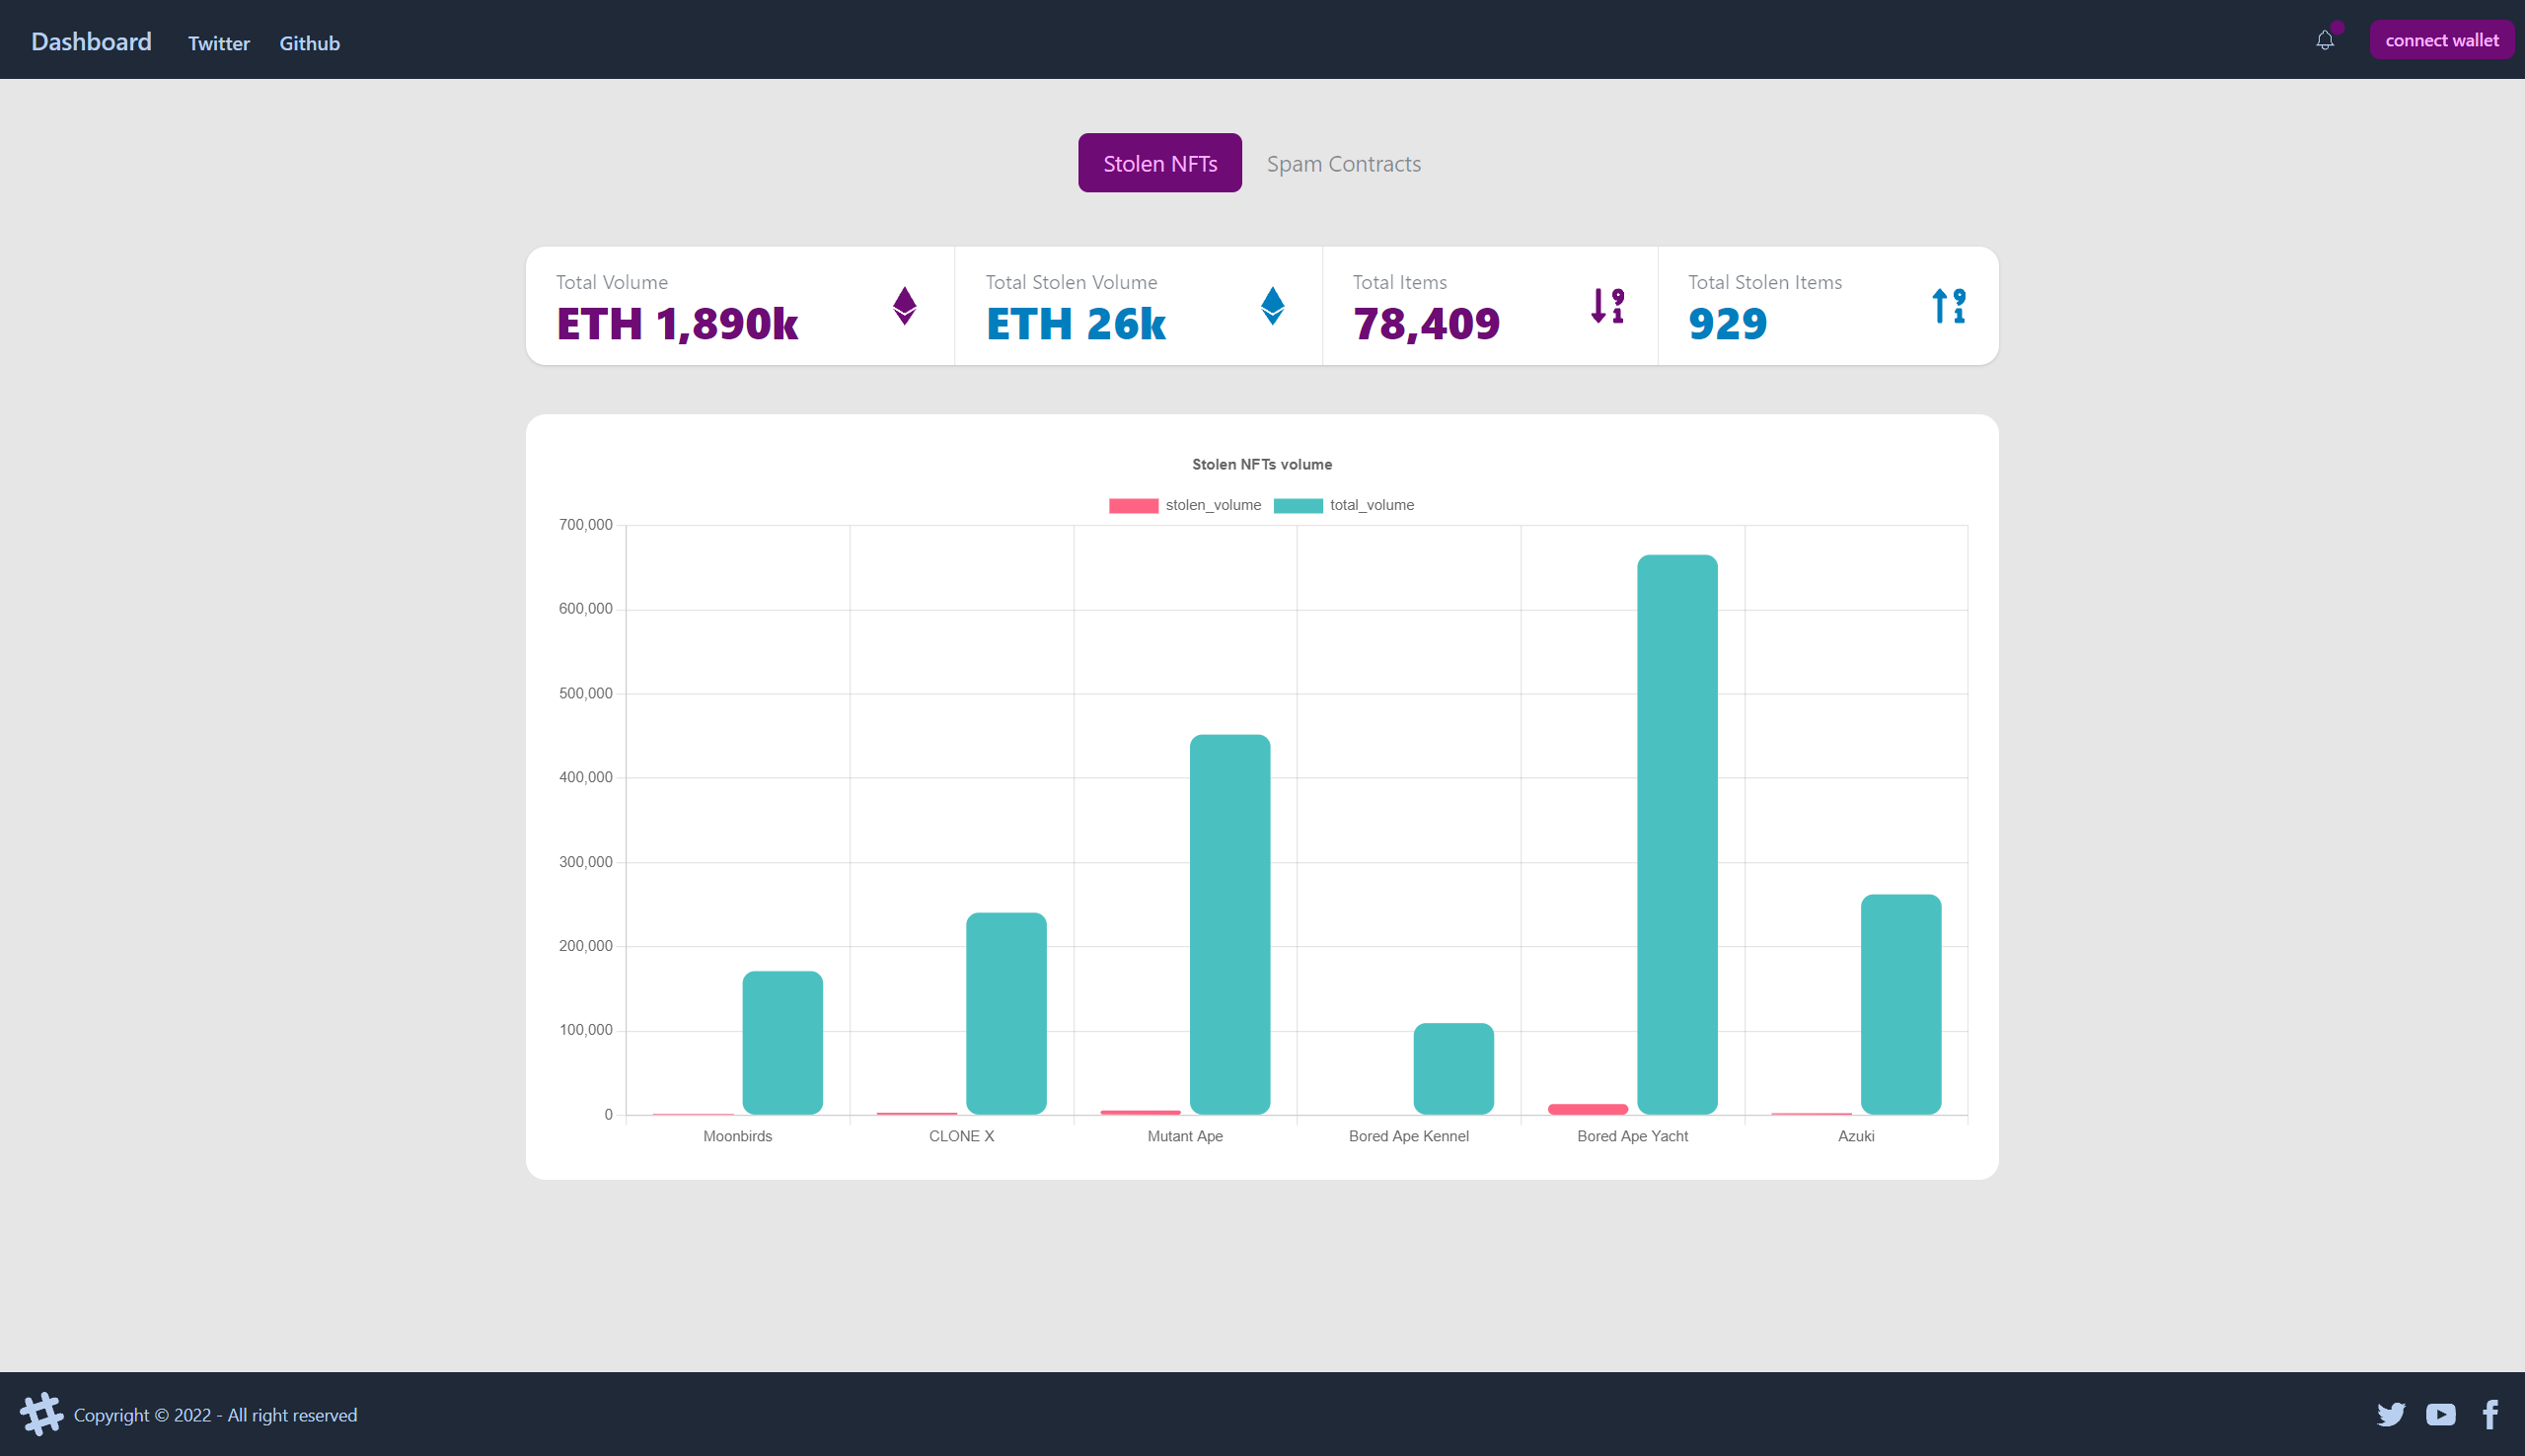 Dashboard Twitter Github connect wallet
Stolen NFTs Spam Contracts
Total Volume
ETH 1,890k
Total Stolen Volume
ETH 26k
Total Items
78,409
Total Stolen Items
929
Stolen NFTs volume
stolen_volume total_volume
700,000
600,000
500,000
400,000
300,000
200,000
100,000
0
Moonbirds CLONE X Mutant Ape Bored Ape Kennel Bored Ape Yacht Azuki
Copyright © 2022 - All right reserved